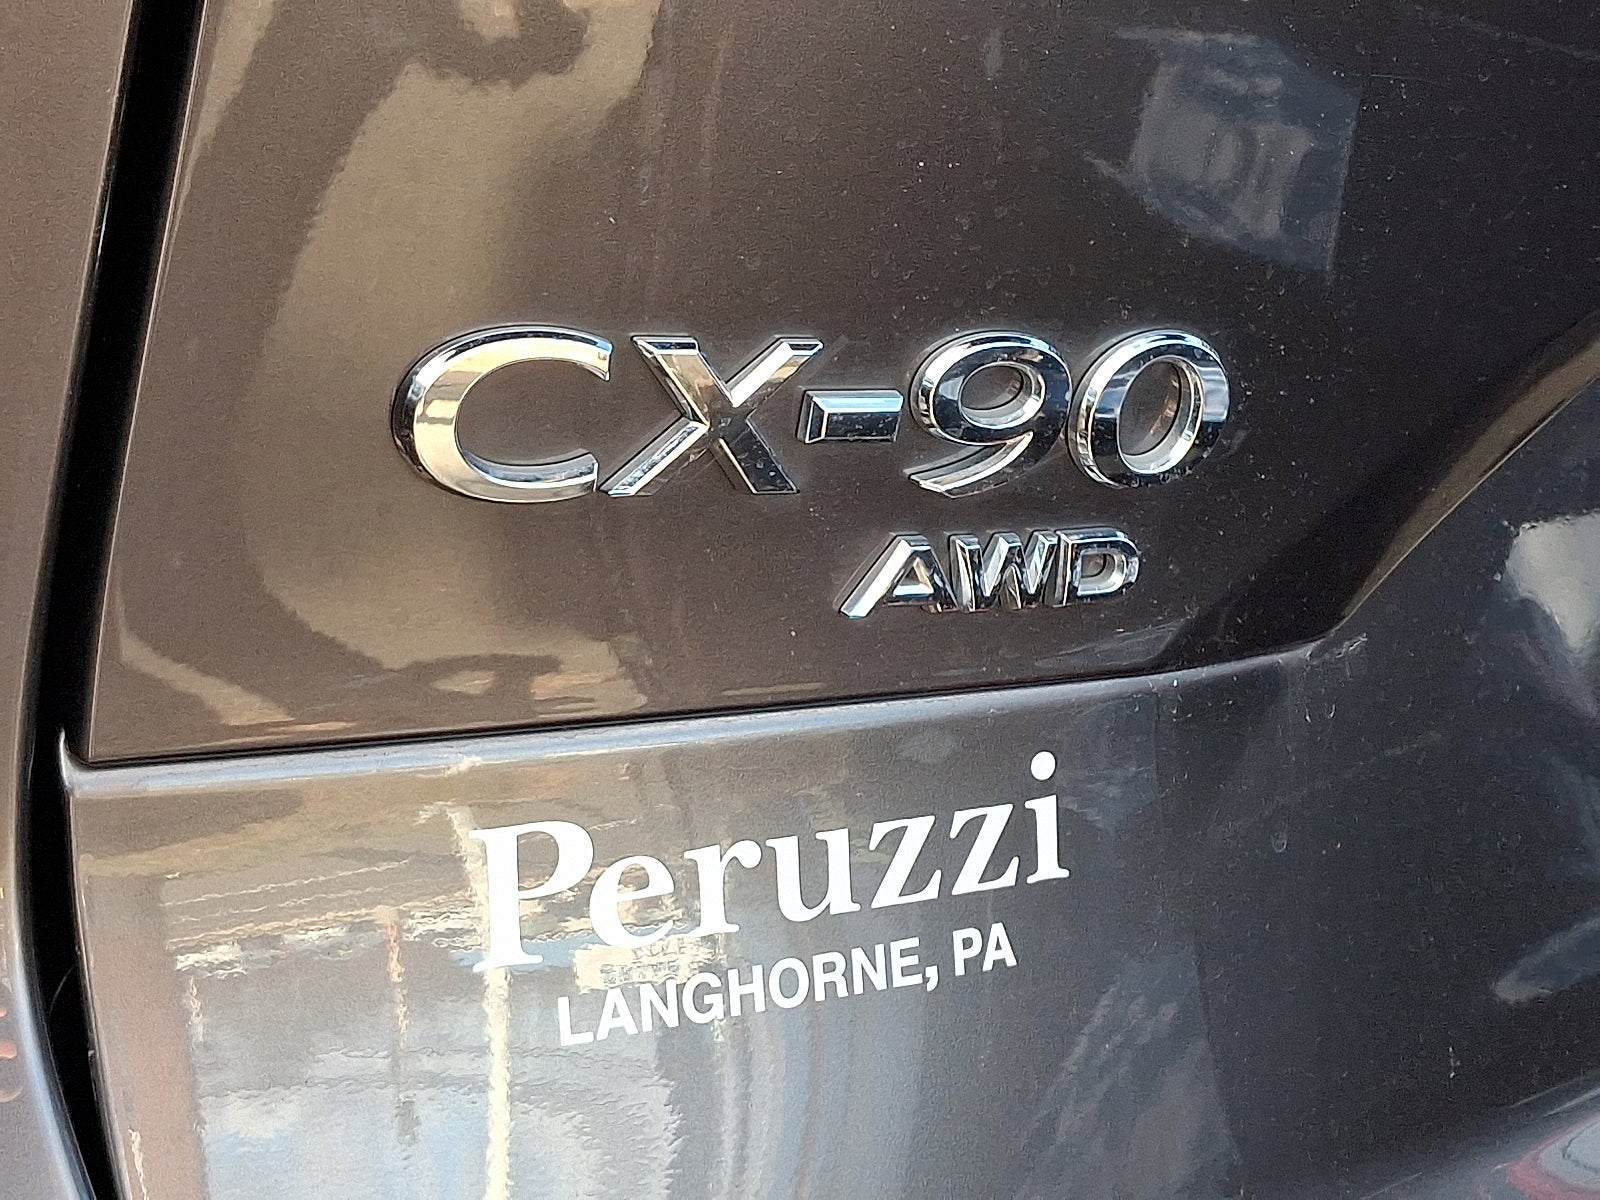 CX-90
AWD
Peruzzi
LANGHORNE, PA